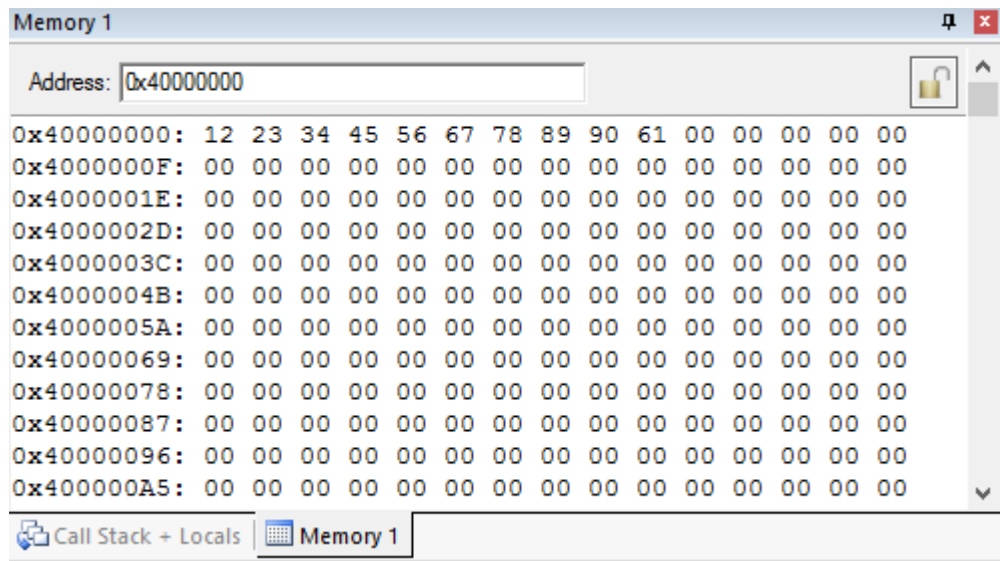 Memory 1
Address: 0x40000000
0x40000000: 12 23 34 45 56 67 78 89 90 61 00 00 00 00 00
0x4000000F: 00 00 00 00 00 00 00 00 00 00 00 00 00 00 00
0x4000001E: 00 00 00 00 00 00 00 00 00 00 00 00 00 00 00
0x4000002D: 00 00 00 00 00 00 00 00 00 00 00 00 00 00 00
0x4000003C: 00 00 00 00 00 00 00 00 00 00 00 00 00 00 00
0x4000004B: 00 00 00 00 00 00 00 00 00 00 00 00 00 00 00
0x4000005A: 00 00 00 00 00 00 00 00 00 00 00 00 00 00 00
0x40000069: 00 00 00 00 00 00 00 00 00 00 00 00 00 00 00
0x40000078: 00 00 00 00 00 00 00 00 00 00 00 00 00 00 00
0x40000087: 00 00 00 00 00 00 00 00 00 00 00 00 00 00 00
0x40000096: 00 00 00 00 00 00 00 00 00 00 00 00 00 00 00
0x400000A5: 00 00 00 00 00 00 00 00 00 00 00 00 00 00 00
Call Stack + Locals Memory 1